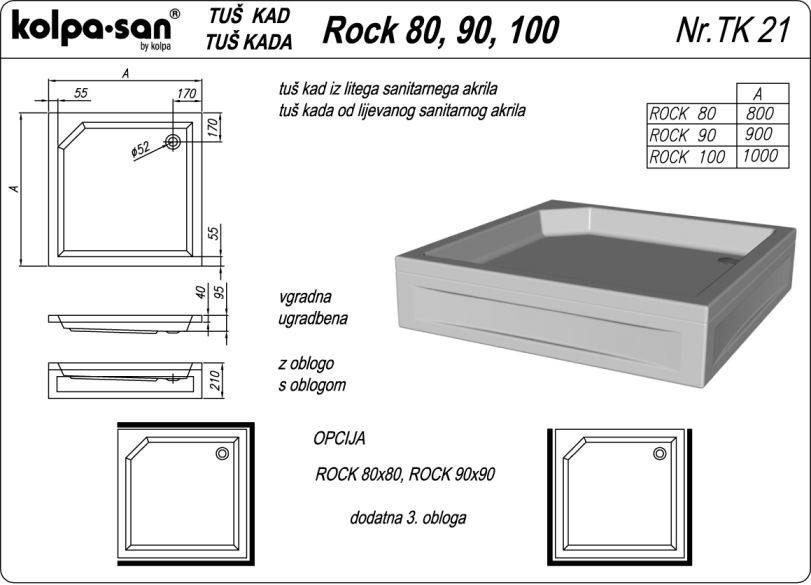 kolpa-san®
by kolpa
TUŠ KAD
TUŠ KADA
Rock 80, 90, 100
Nr.TK 21
tuš kad iz litega sanitarnega akrila
tuš kada od lijevanog sanitarnog akrila
A
ROCK 80 800
ROCK 90 900
ROCK 100 1000
A
55 170
170
ø52
A
55
40 95
vgradna
ugradbena
210
z oblogo
s oblogom
OPCIJA
ROCK 80x80, ROCK 90x90
dodatna 3. obloga